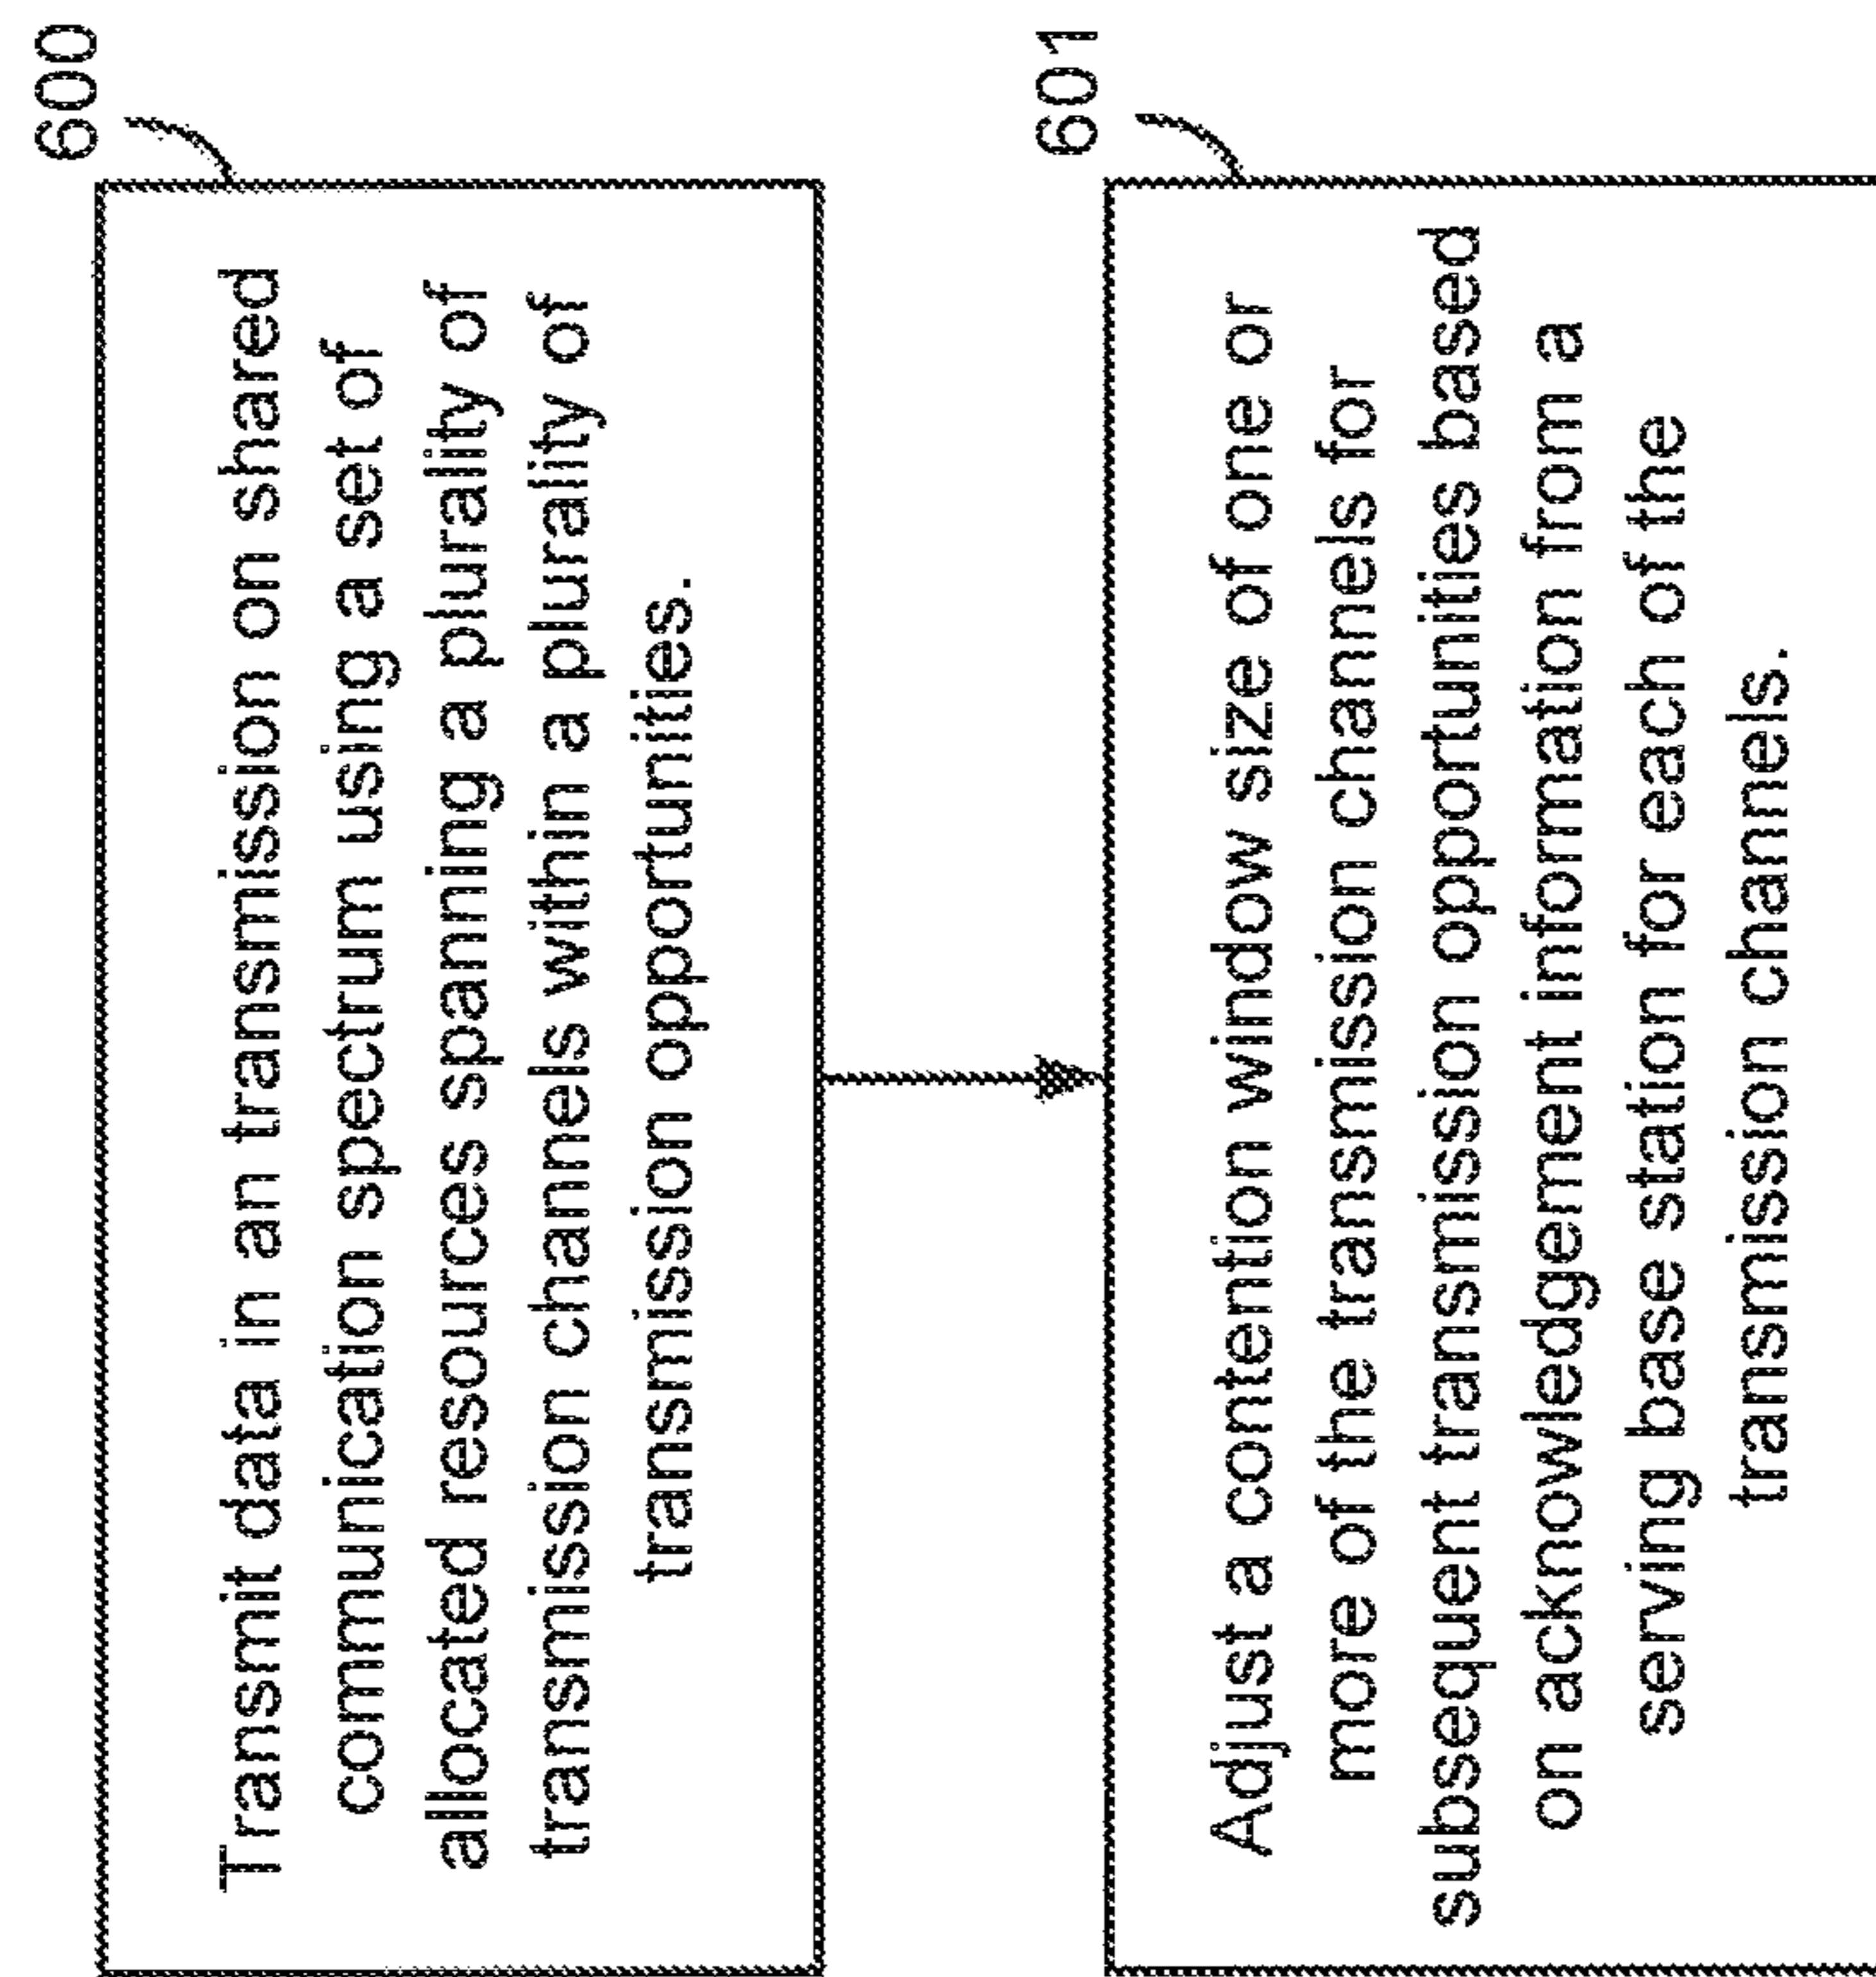 600
Transmit data in an transmission on shared
communication spectrum using a set of
allocated resources spanning a plurality of
transmission channels within a plurality of
transmission opportunities.
601
Adjust a contention window size of one or
more of the transmission channels for
subsequent transmission opportunities based
on acknowledgement information from a
serving base station for each of the
transmission channels.